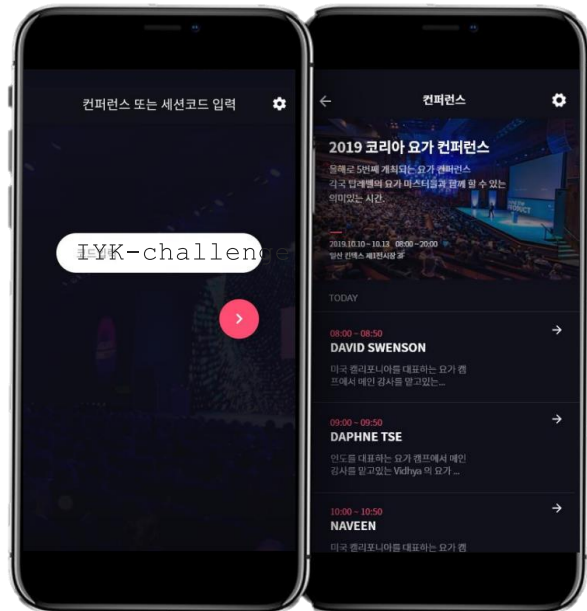 컨퍼런스 또는 세션코드 입력
IYK-challenge
컨퍼런스
2019 코리아 요가 컨퍼런스
올해로 5번째 개최되는 요가 컨퍼런스
각국 탑레벨의 요가 마스터들과 함께 할 수 있는
의미있는 시간.
2019.10.10 ~ 10.13 08:00 ~ 20:00
일산 킨텍스 제1전시장 3F
TODAY
08:00 ~ 08:50
DAVID SWENSON
미국 캘리포니아를 대표하는 요가 캠
프에서 메인 강사를 맡고있는...
09:00 ~ 09:50
DAPHNE TSE
인도를 대표하는 요가 캠프에서 메인
강사를 맡고있는 Vidhya 의 요가 ...
10:00 ~ 10:50
NAVEEN
미국 캘리포니아를 대표하는 요가 캠